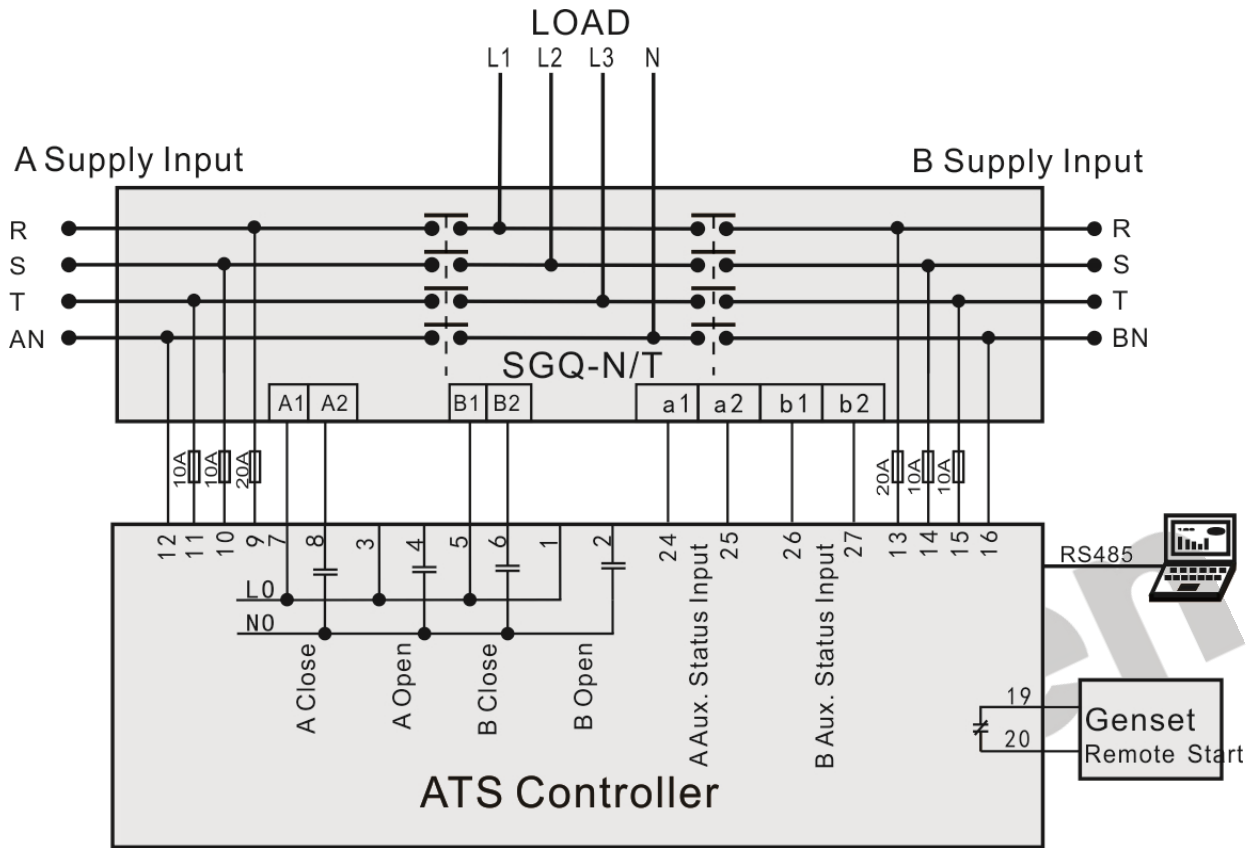 LOAD
L1 L2 L3 N
A Supply Input
B Supply Input
R R
S S
T T
AN BN
SGQ-N/T
A1 A2 B1 B2 a1 a2 b1 b2
10A 10A 20A 20A 10A 10A
12 11 10 9 7 8 3 4 5 6 1 2 24 25 26 27 13 14 15 16
RS485
L0
N0
A Close
A Open
B Close
B Open
A Aux. Status Input
B Aux. Status Input
19
20
Genset
Remote Start
ATS Controller